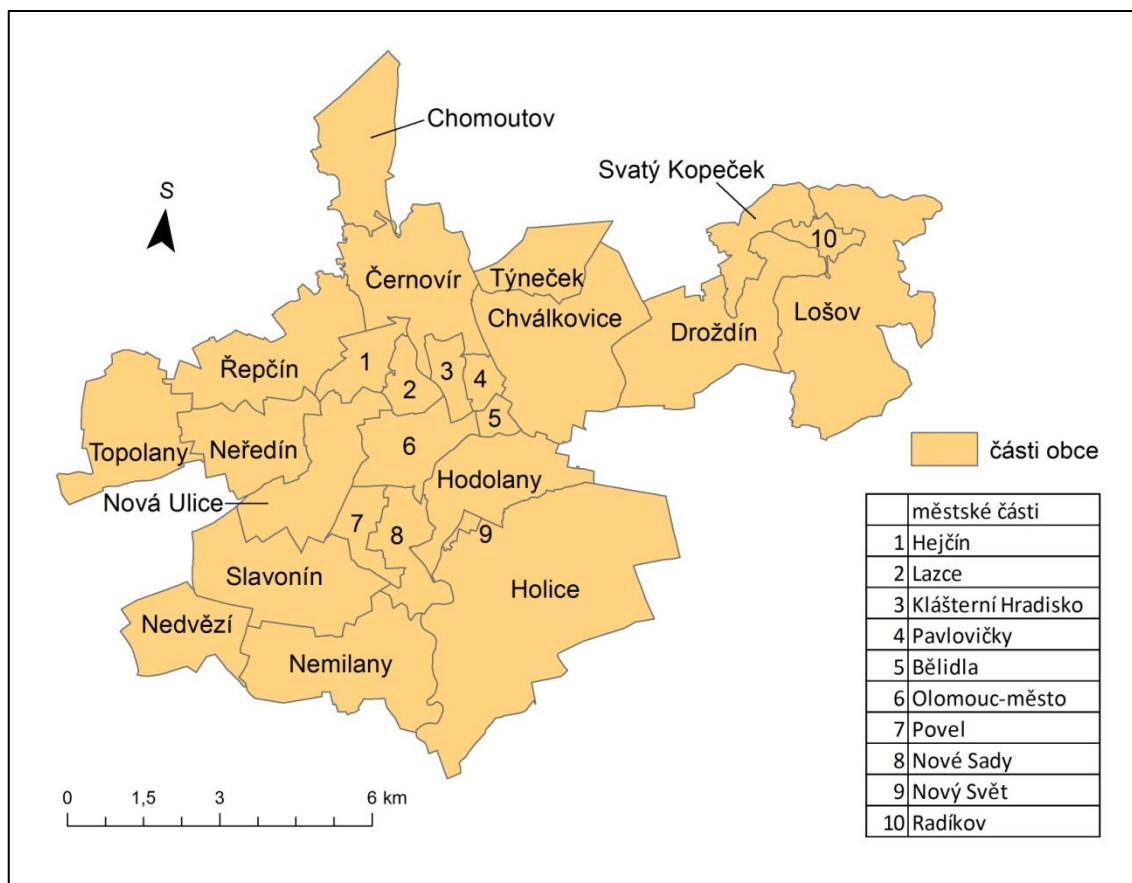 Chomoutov
Svatý Kopeček
S
10
Týneček
Černovír
Chválkovice
Lošov
Droždín
1
3
Řepčín
2
4
5
Topolany
Neředín
6
části obce
Hodolany
Nová Ulice
7
8
9
Slavonín
Holice
Nedvězí
Nemilany
městské části
1 Hejčín
2 Lazce
3 Klášterní Hradisko
4 Pavlovičky
5 Bělidla
6 Olomouc-město
7 Povel
8 Nové Sady
9 Nový Svět
10 Radíkov
0 1,5 3 6 km